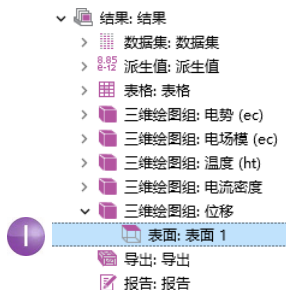 结果: 结果
数据集: 数据集
8.85
e-12
派生值: 派生值
表格: 表格
三维绘图组: 电势 (ec)
三维绘图组: 电场模 (ec)
三维绘图组: 温度 (ht)
三维绘图组: 电流密度
三维绘图组: 位移
I
表面: 表面 1
导出: 导出
报告: 报告